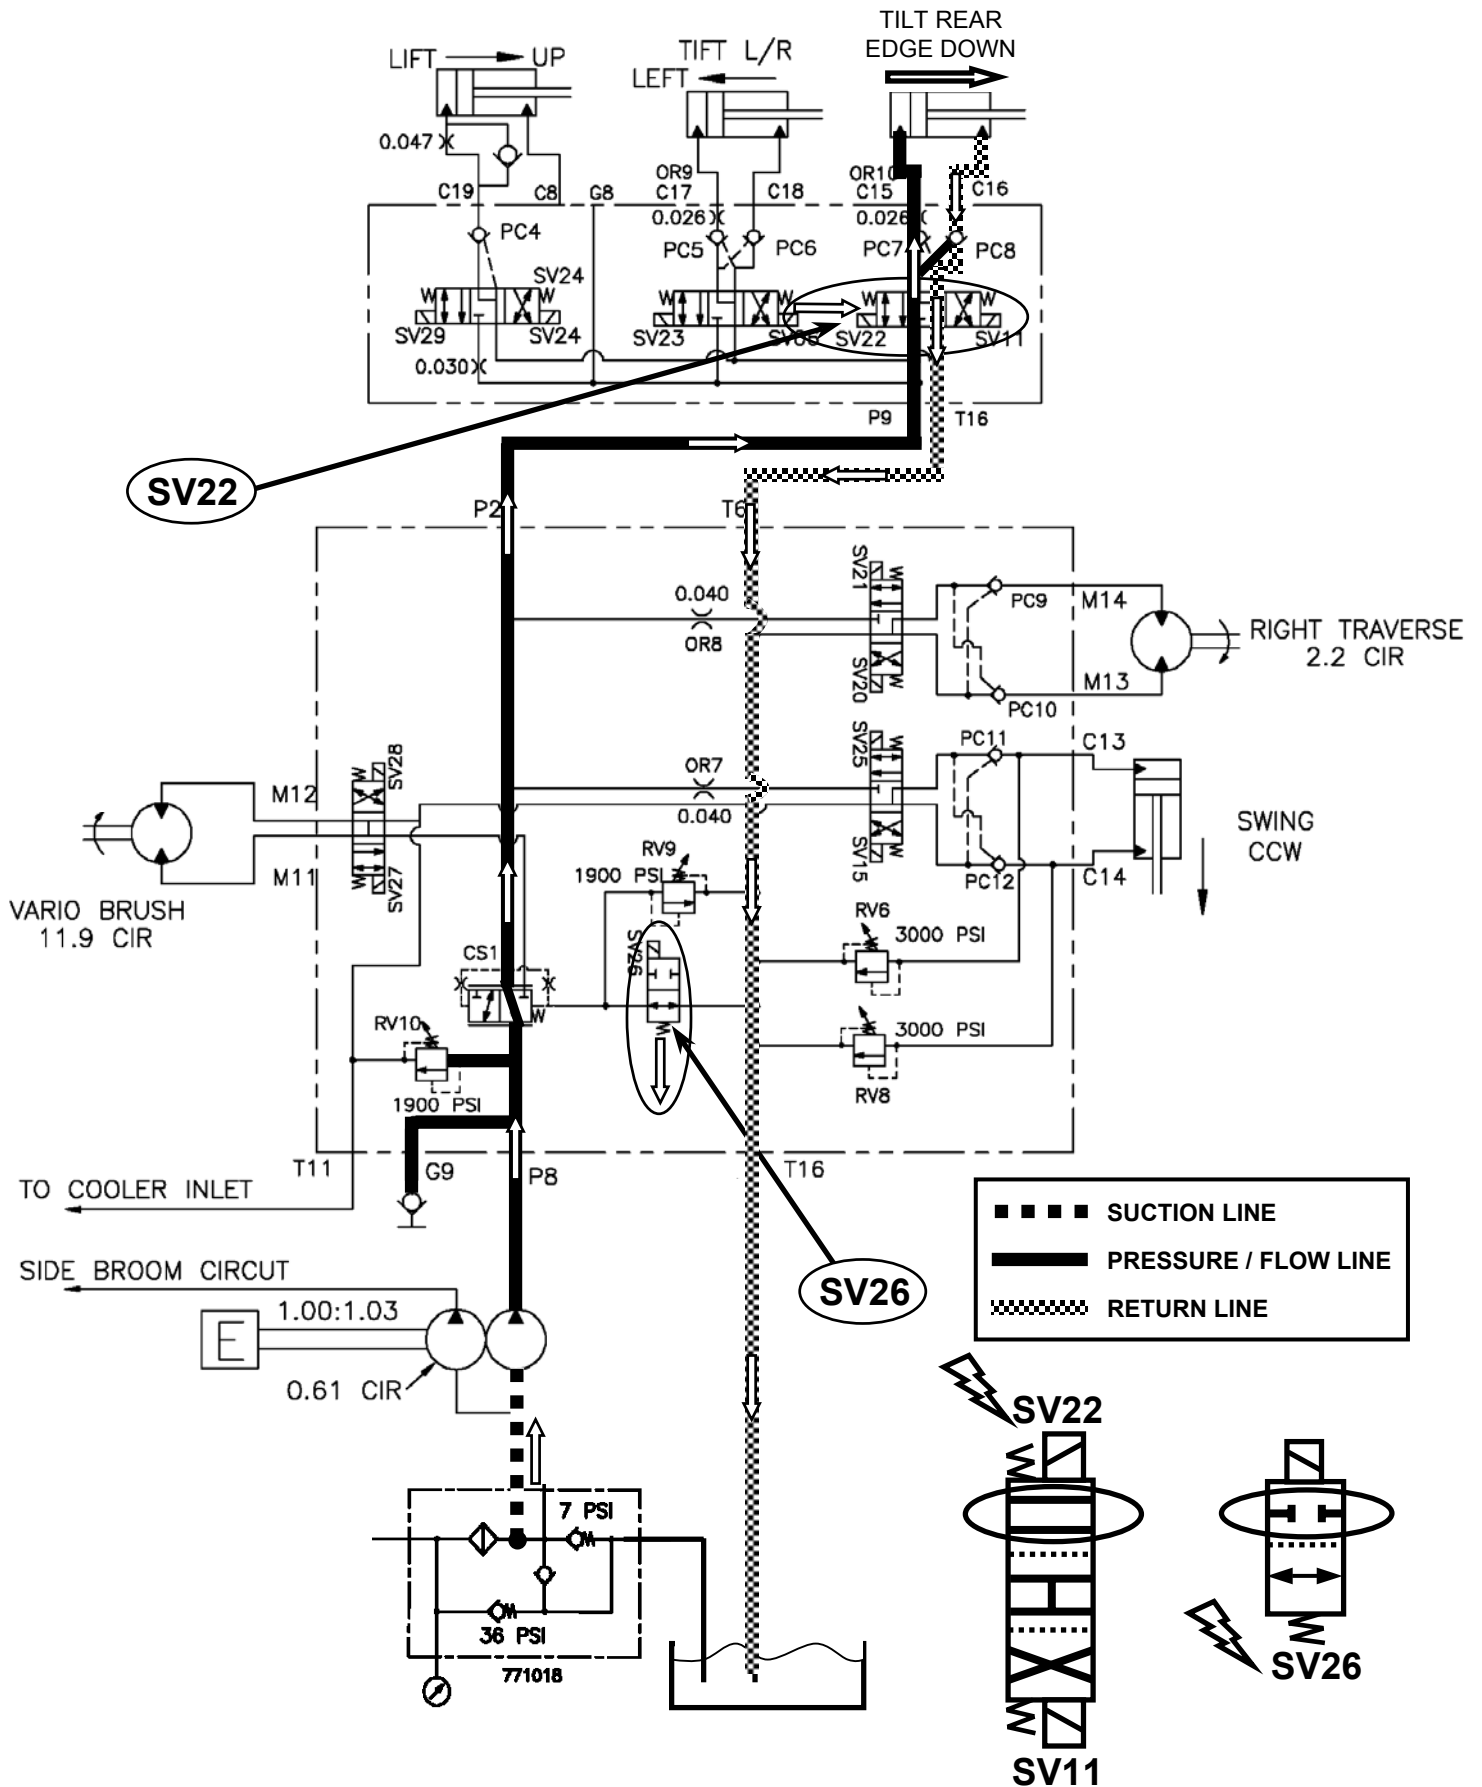 TILT REAR
EDGE DOWN
LIFT
UP
TIFT L/R
LEFT
0.047
OR9
OR10
C19
C8
G8
C17
C18
C15
C16
0.026
0.026
PC4
PC5
PC6
PC7
PC8
SV24
SV29
SV24
SV23
SV22
SV11
0.030
P9
T16
SV22
P2
T6
SV21
0.040
OR8
PC9
M14
RIGHT TRAVERSE
2.2 CIR
SV20
M13
PC10
SV28
SV25
PC11
C13
OR7
M12
0.040
SWING
CCW
RV9
1900 PSI
SV15
PC12
C14
M11
SV27
VARIO BRUSH
11.9 CIR
RV6
3000 PSI
SV26
CS1
RV10
3000 PSI
RV8
1900 PSI
T11
G9
P8
T16
TO COOLER INLET
SUCTION LINE
PRESSURE / FLOW LINE
RETURN LINE
SIDE BROOM CIRCUT
SV26
1.00:1.03
E
0.61 CIR
SV22
7 PSI
36 PSI
771018
SV26
SV11